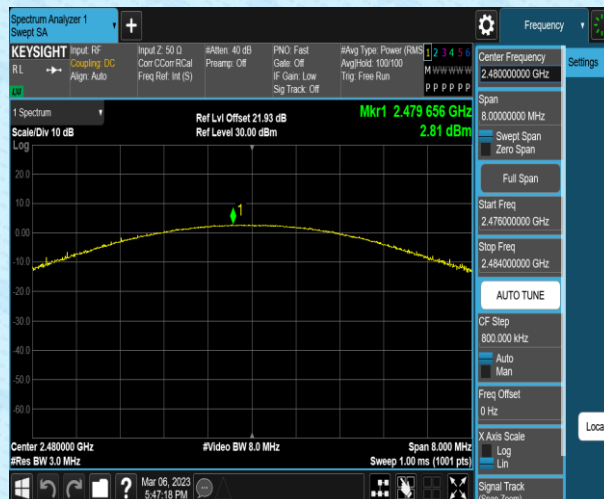 Spectrum Analyzer 1
Swept SA
+
Frequency
KEYSIGHT
RL
Input: RF
Coupling: DC
Align: Auto
Input Z: 50 Ω
Corr CCorr RCal
Freq Ref: Int (S)
#Atten: 40 dB
Preamp: Off
PNO: Fast
Gate: Off
IF Gain: Low
Sig Track: Off
#Avg Type: Power (RMS
Avg|Hold: 100/100
Trig: Free Run
1 2 3 4 5 6
M W W W W W
P P P P P P
LXI
1 Spectrum
Scale/Div 10 dB
Ref Lvl Offset 21.93 dB
Ref Level 30.00 dBm
Mkr1 2.479 656 GHz
2.81 dBm
Log
20.0
10.0
0.00
-10.0
-20.0
-30.0
-40.0
-50.0
-60.0
1
Center 2.480000 GHz
#Res BW 3.0 MHz
#Video BW 8.0 MHz
Span 8.000 MHz
Sweep 1.00 ms (1001 pts)
?
Mar 06, 2023
5:47:18 PM
Center Frequency
2.480000000 GHz
Span
8.00000000 MHz
Swept Span
Zero Span
Full Span
Start Freq
2.476000000 GHz
Stop Freq
2.484000000 GHz
AUTO TUNE
CF Step
800.000 kHz
Auto
Man
Freq Offset
0 Hz
X Axis Scale
Log
Lin
Signal Track
(Span Zoom)
Settings
Loca